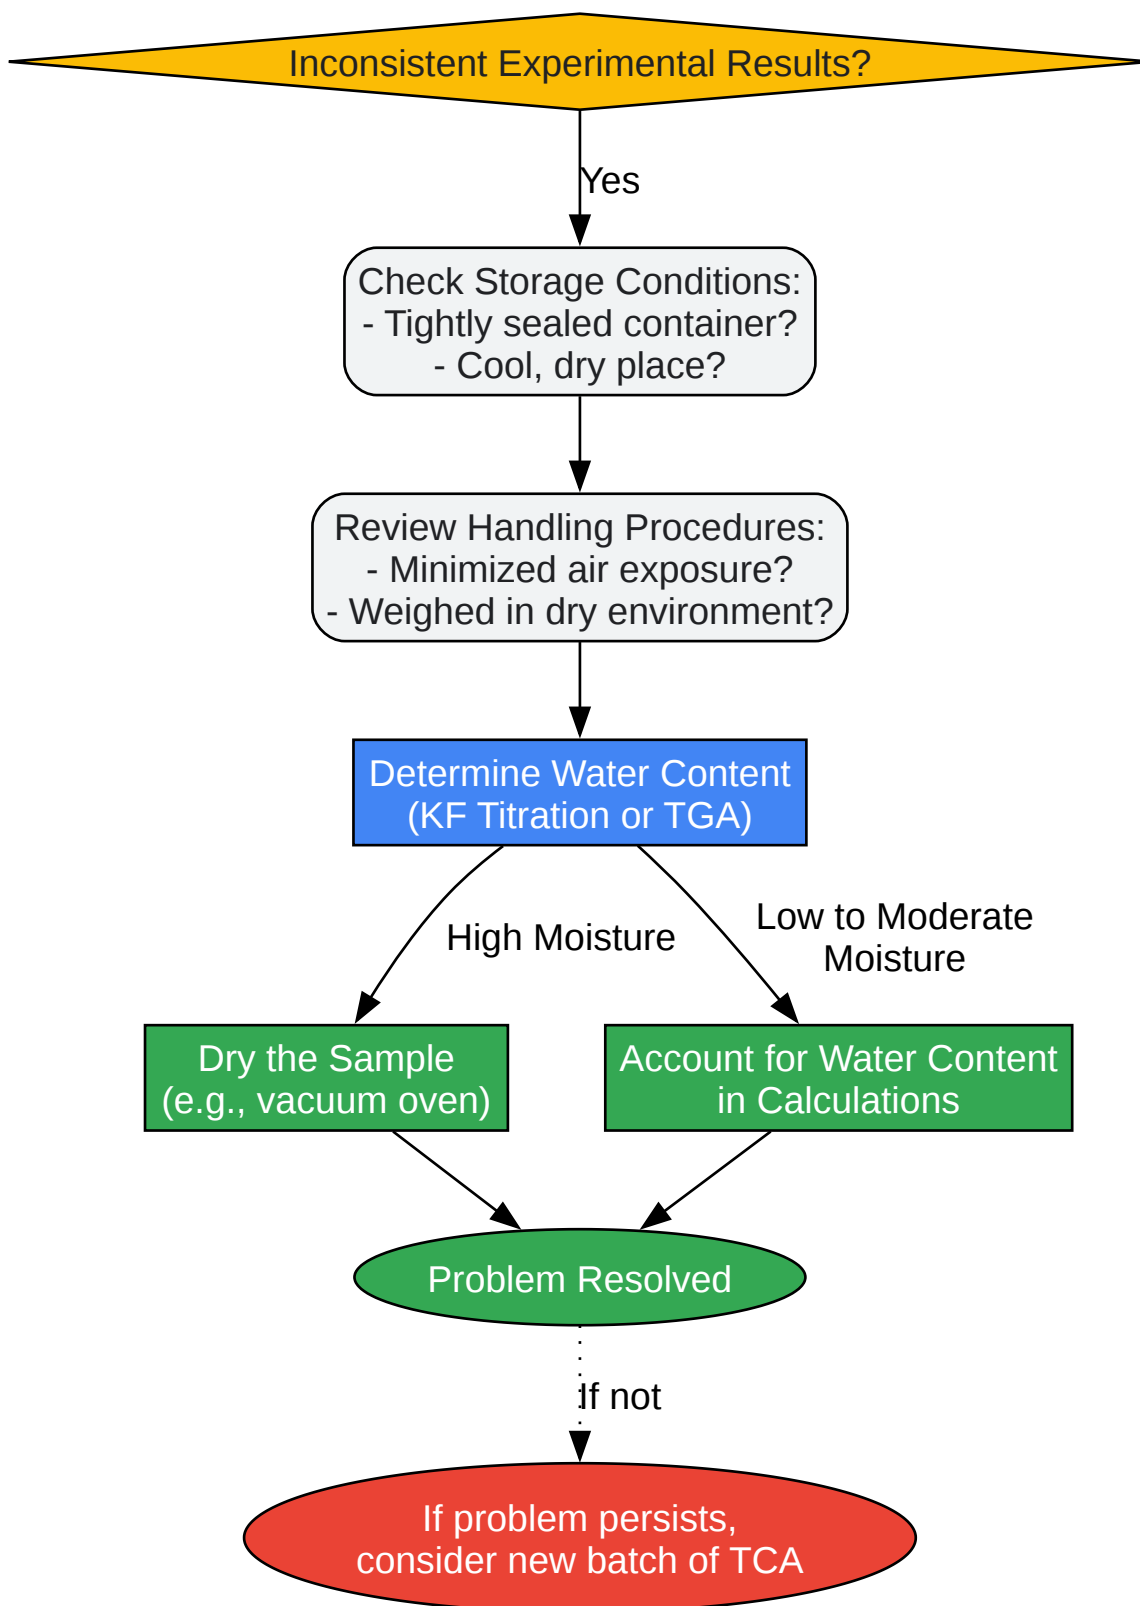 Inconsistent Experimental Results?
Yes
Check Storage Conditions:
- Tightly sealed container?
- Cool, dry place?
Review Handling Procedures:
- Minimized air exposure?
- Weighed in dry environment?
Determine Water Content
(KF Titration or TGA)
High Moisture
Low to Moderate
Moisture
Dry the Sample
(e.g., vacuum oven)
Account for Water Content
in Calculations
Problem Resolved
If not
If problem persists,
consider new batch of TCA